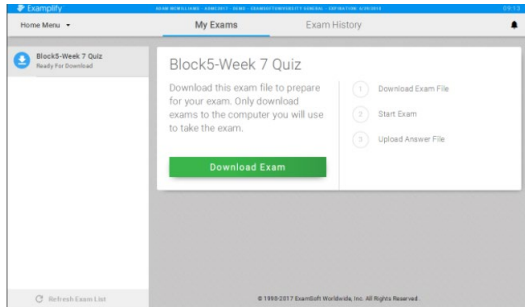 Examplify
09:13
Home Menu
My Exams
Exam History
Block5-Week 7 Quiz
Ready For Download
Block5-Week 7 Quiz
Download this exam file to prepare
for your exam. Only download
exams to the computer you will use
to take the exam.
Download Exam
1 Download Exam File
2 Start Exam
3 Upload Answer File
Refresh Exam List
© 1998-2017 ExamSoft Worldwide, Inc. All Rights Reserved.